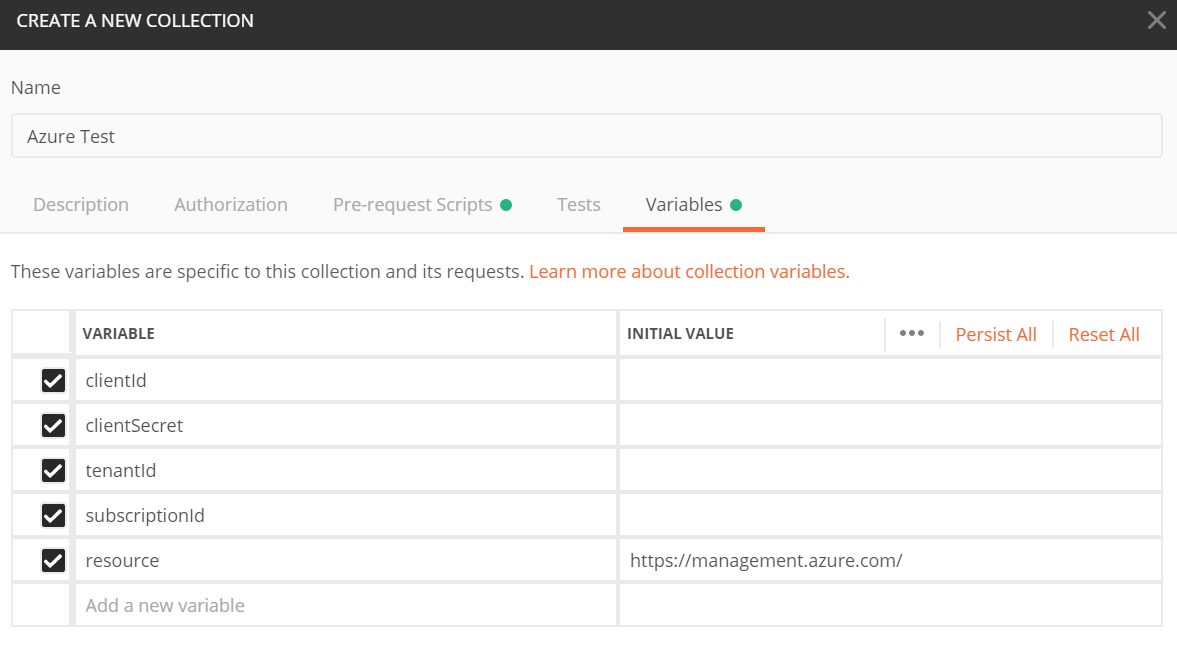 CREATE A NEW COLLECTION
Name
Azure Test
Description Authorization Pre-request Scripts Tests Variables
These variables are specific to this collection and its requests. Learn more about collection variables.
VARIABLE INITIAL VALUE ••• Persist All Reset All
clientId
clientSecret
tenantId
subscriptionId
resource https://management.azure.com/
Add a new variable